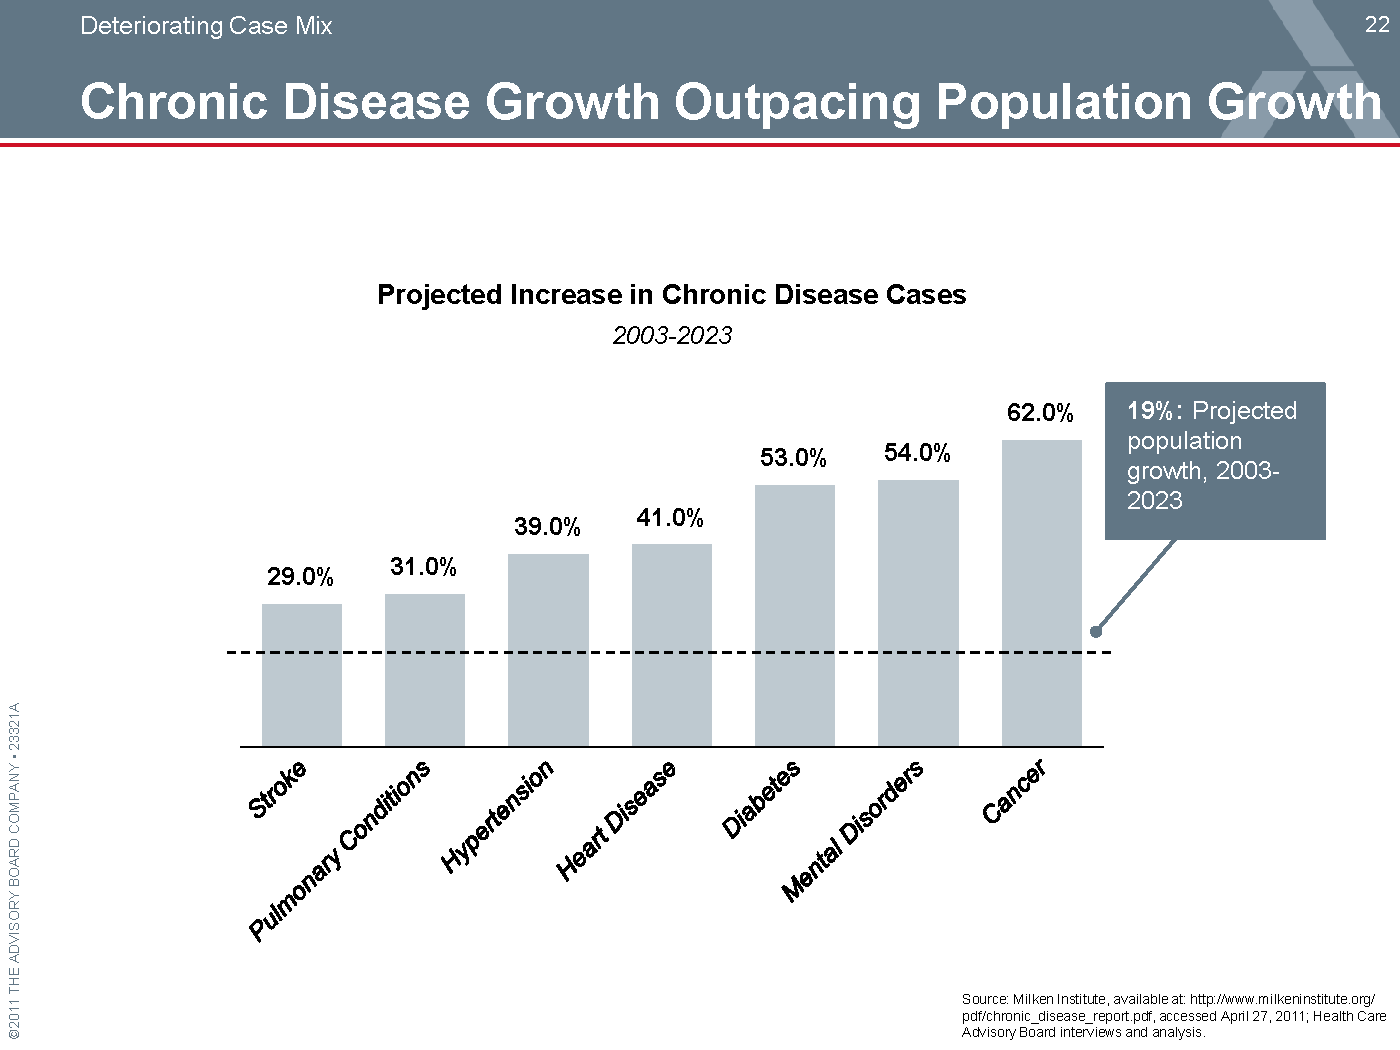 Deteriorating Case Mix
22
Chronic Disease Growth Outpacing Population Growth
Projected Increase in Chronic Disease Cases
2003-2023
62.0%
19%: Projected
population
growth, 2003-
2023
54.0%
53.0%
41.0%
39.0%
31.0%
29.0%
Stroke
Pulmonary Conditions
Hypertension
Heart Disease
Diabetes
Mental Disorders
Cancer
©2011 THE ADVISORY BOARD COMPANY • 23321A
Source: Milken Institute, available at: http://www.milkeninstitute.org/
pdf/chronic_disease_report.pdf, accessed April 27, 2011; Health Care
Advisory Board interviews and analysis.